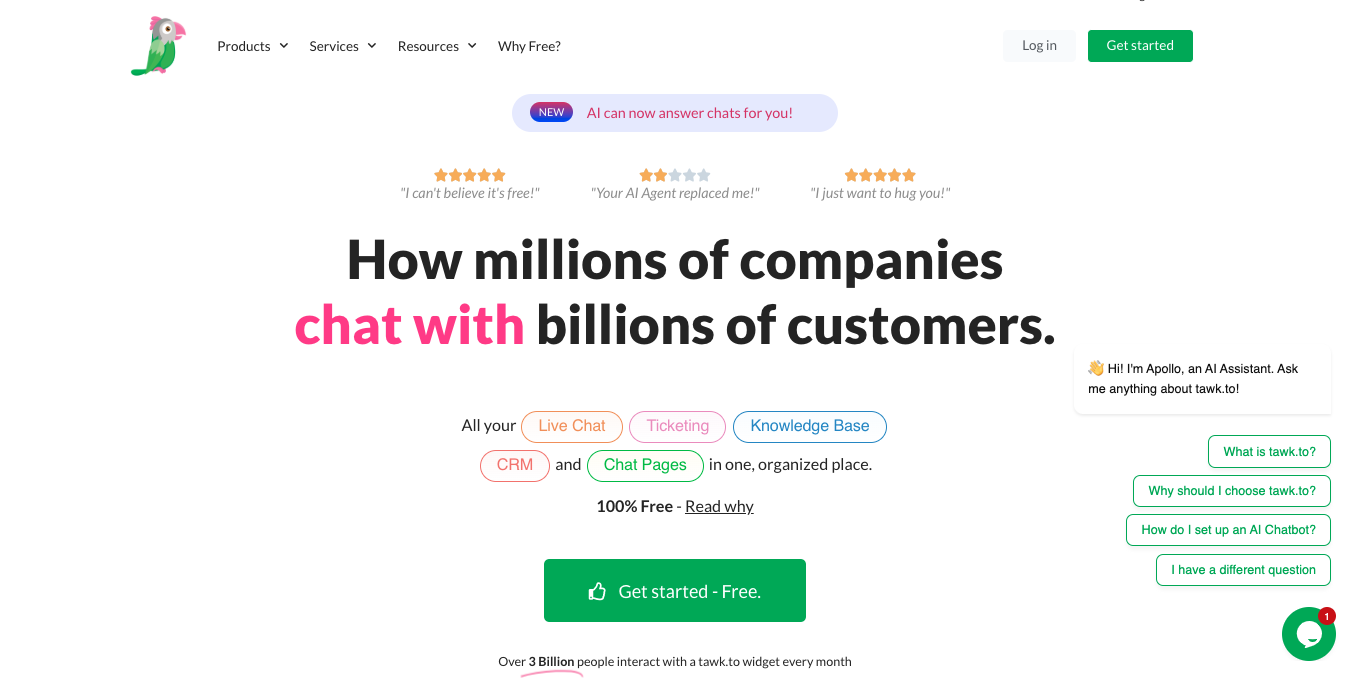 Products Services Resources Why Free? Log in Get started
NEW AI can now answer chats for you!
"I can't believe it's free!" "Your AI Agent replaced me!" "I just want to hug you!"
How millions of companies
chat with billions of customers.
All your Live Chat Ticketing Knowledge Base
CRM and Chat Pages in one, organized place.
100% Free - Read why
Get started - Free.
Over 3 Billion people interact with a tawk.to widget every month
👋 Hi! I'm Apollo, an AI Assistant. Ask
me anything about tawk.to!
What is tawk.to?
Why should I choose tawk.to?
How do I set up an AI Chatbot?
I have a different question
1